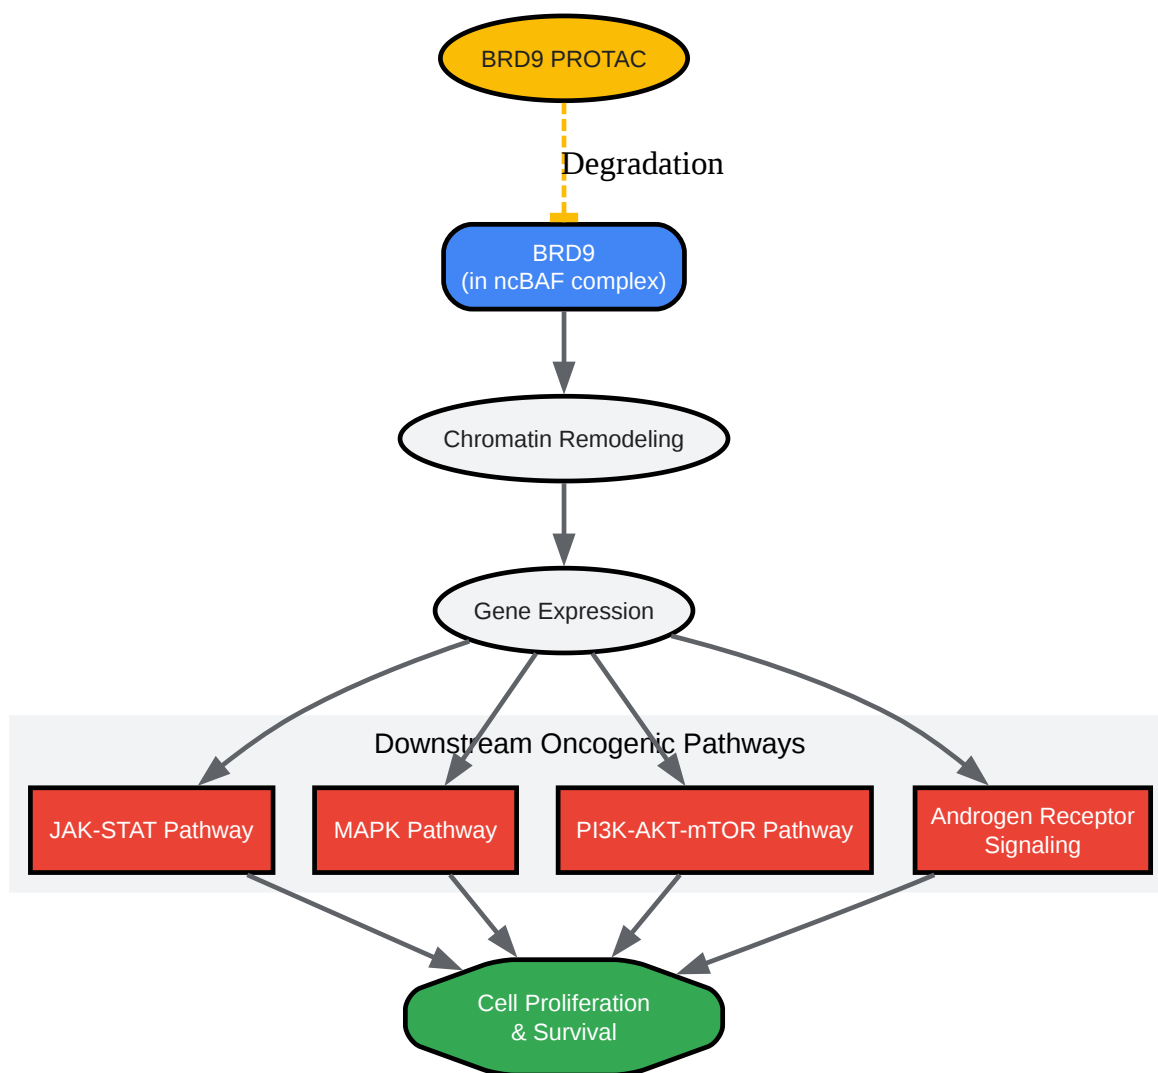 BRD9 PROTAC
Degradation
BRD9
(in ncBAF complex)
Chromatin Remodeling
Gene Expression
Downstream Oncogenic Pathways
JAK-STAT Pathway
MAPK Pathway
PI3K-AKT-mTOR Pathway
Androgen Receptor
Signaling
Cell Proliferation
& Survival